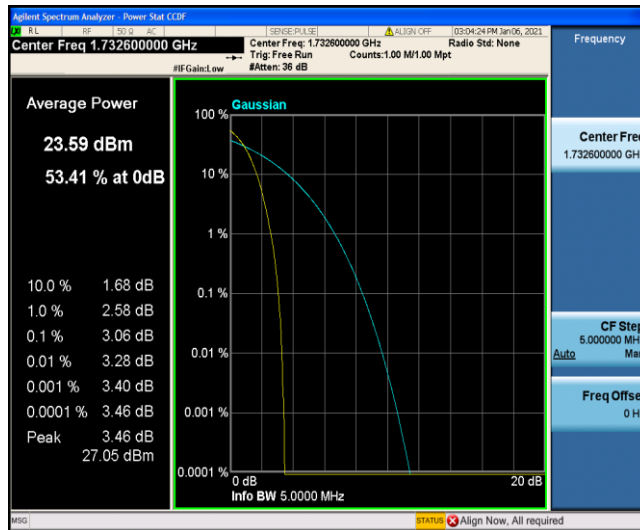 Agilent Spectrum Analyzer - Power Stat CCDF
RL RF 50 Ω AC SENSE:PULSE ALIGN OFF 03:04:24 PM Jan 06, 2021
Center Freq 1.732600000 GHz
Center Freq: 1.732600000 GHz Radio Std: None
Trig: Free Run Counts:1.00 M/1.00 Mpt
#IFGain:Low #Atten: 36 dB
Frequency
Average Power
23.59 dBm
53.41 % at 0dB
10.0 % 1.68 dB
1.0 % 2.58 dB
0.1 % 3.06 dB
0.01 % 3.28 dB
0.001 % 3.40 dB
0.0001 % 3.46 dB
Peak 3.46 dB
27.05 dBm
Gaussian
100 %
10 %
1 %
0.1 %
0.01 %
0.001 %
0.0001 %
0 dB 20 dB
Info BW 5.0000 MHz
Center Fre
1.732600000 GH
CF Step
5.000000 MH
Auto Ma
Freq Offse
0 H
MSG STATUS Align Now, All required